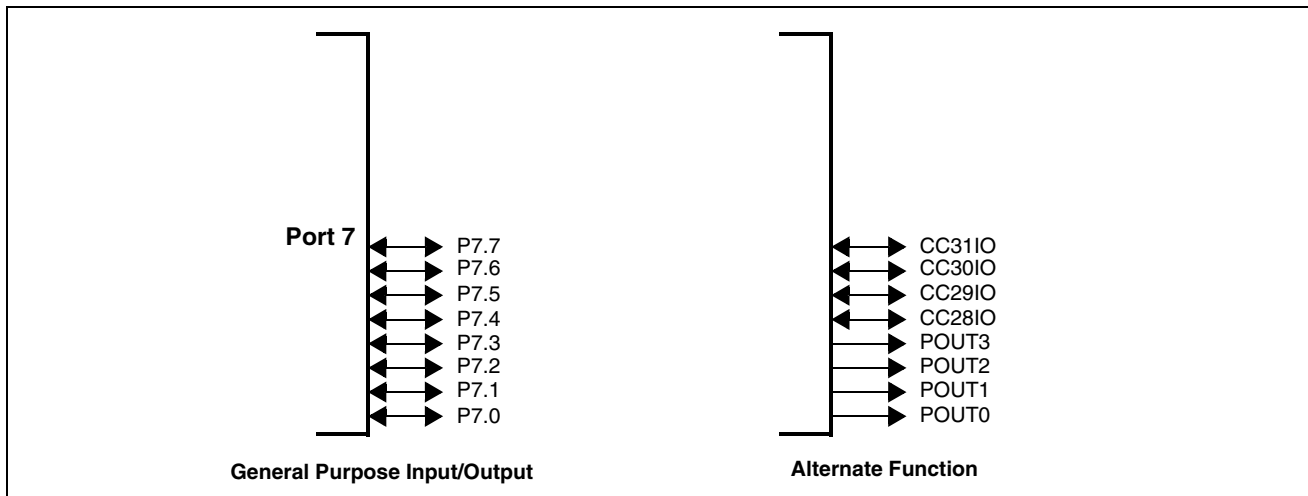 Port 7
P7.7
P7.6
P7.5
P7.4
P7.3
P7.2
P7.1
P7.0
General Purpose Input/Output
CC31IO
CC30IO
CC29IO
CC28IO
POUT3
POUT2
POUT1
POUT0
Alternate Function